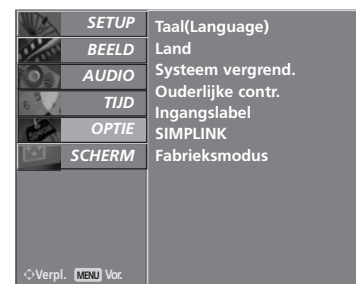 SETUP
BEELD
AUDIO
TIJD
OPTIE
SCHERM
Taal(Language)
Land
Systeem vergrend.
Ouderlijke contr.
Ingangslabel
SIMPLINK
Fabrieksmodus
Verpl. MENU Vor.